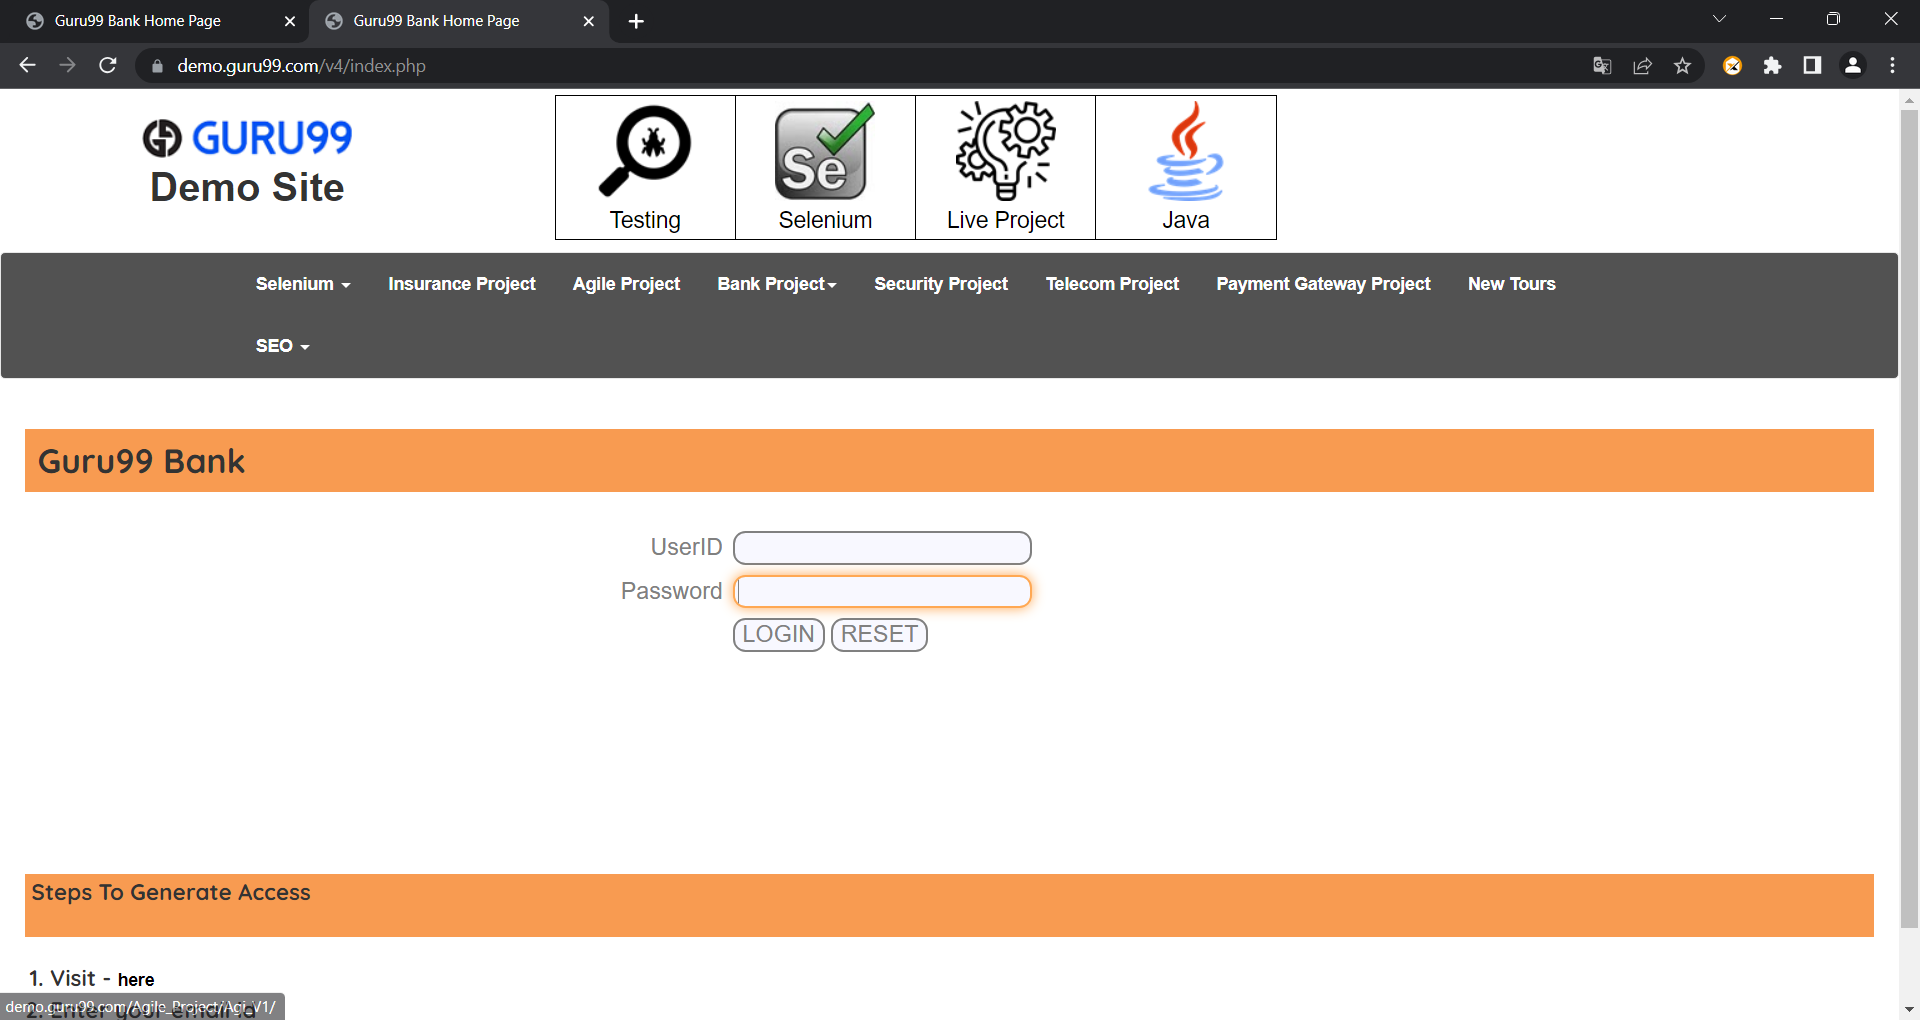 Guru99 Bank Home Page
Guru99 Bank Home Page
demo.guru99.com/v4/index.php
GURU99
Demo Site
Se
Testing
Selenium
Live Project
Java
Selenium
Insurance Project
Agile Project
Bank Project
Security Project
Telecom Project
Payment Gateway Project
New Tours
SEO
Guru99 Bank
UserID
Password
LOGIN
RESET
Steps To Generate Access
1. Visit - here
2. Enter your email id
demo.guru99.com/Agile_Project/Agi_V1/